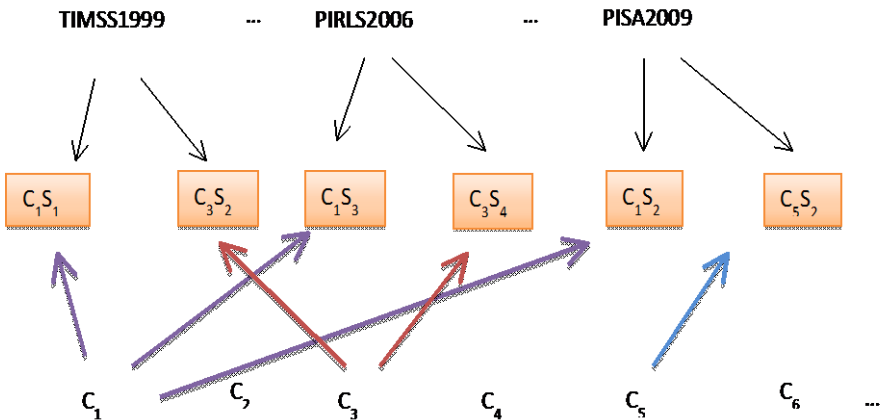 TIMSS1999 ... PIRLS2006 ... PISA2009
C₁S₁ C₃S₂ C₁S₃ C₃S₄ C₁S₂ C₅S₂
C₁ C₂ C₃ C₄ C₅ C₆ ...